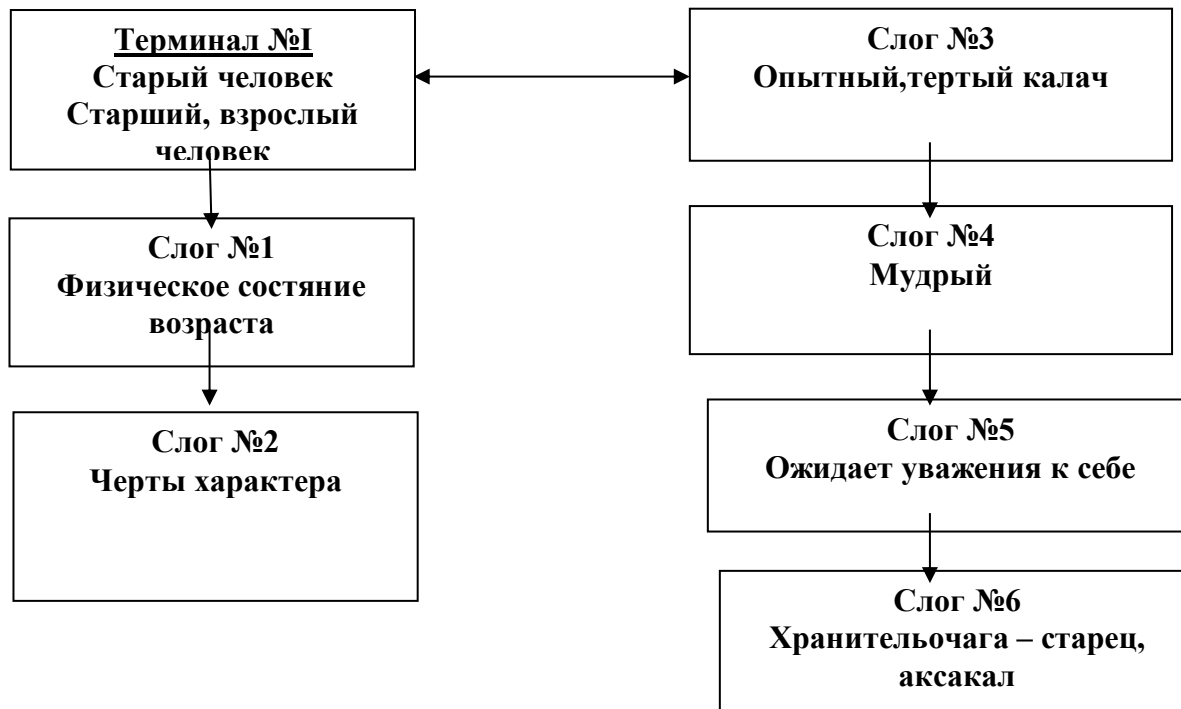 Терминал №I
Старый человек
Старший, взрослый
человек
Слог №1
Физическое состяние
возраста
Слог №2
Черты характера
Слог №3
Опытный,тертый калач
Слог №4
Мудрый
Слог №5
Ожидает уважения к себе
Слог №6
Хранительочага – старец,
аксакал